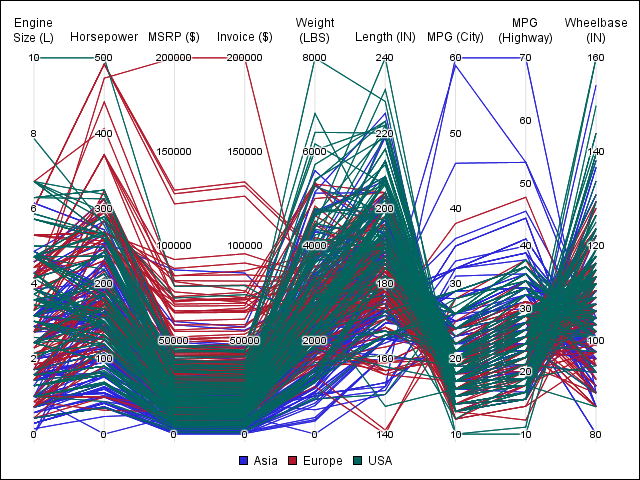 Engine Size (L) Horsepower MSRP ($) Invoice ($) Weight (LBS) Length (IN) MPG (City) MPG (Highway) Wheelbase (IN)
10 500 200000 200000 8000 240 60 70 160
60
8 400 150000 150000 6000 220 50 140
50
6 300 200 40
4000
100000 100000 40 120
4 200 180 30
30
50000 50000 2000 100
2 100 160 20
20
0 0 0 0 0 140 10 10 80
Asia Europe USA